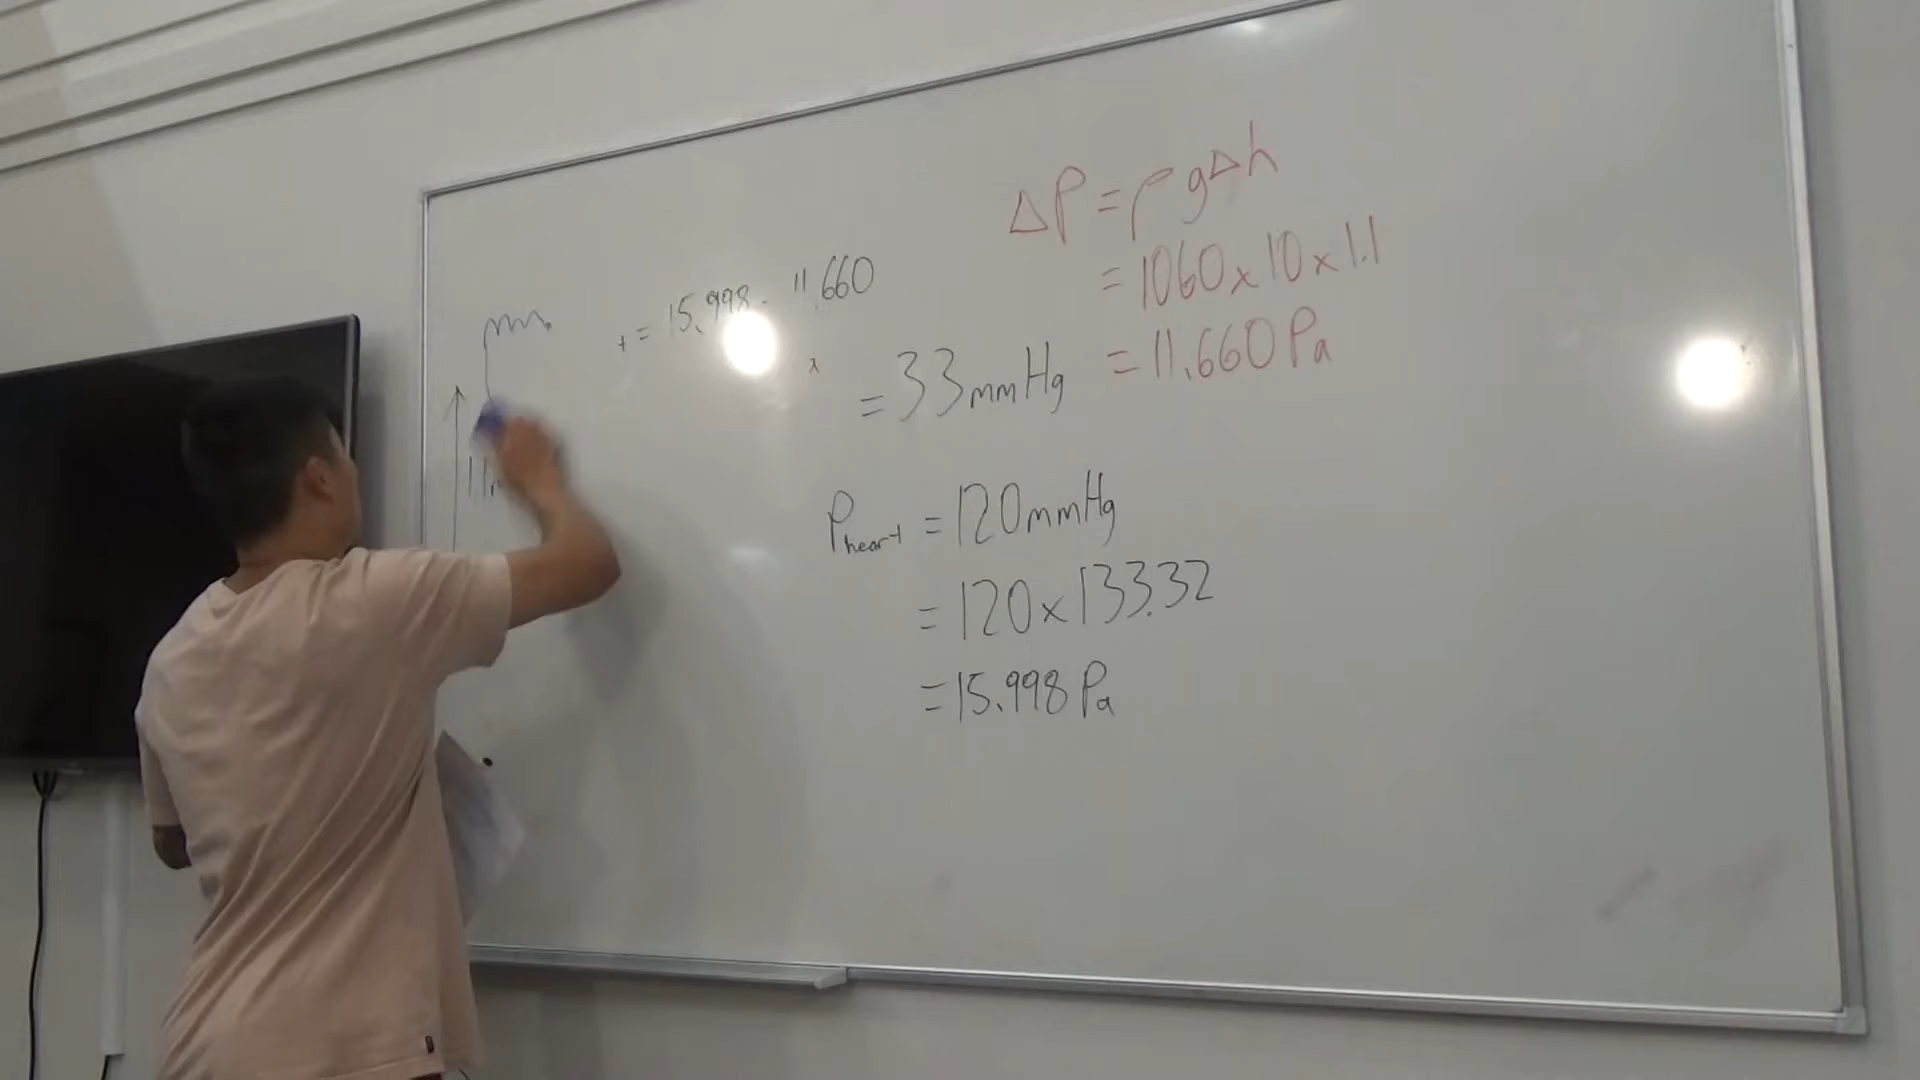 ΔP = ρgΔh
= 1060 x 10 x 1.1
= 11.660 Pa
+ = 15.998 - 11.660
= 33 mmHg
P heart = 120 mmHg
= 120 x 133.32
= 15.998 Pa